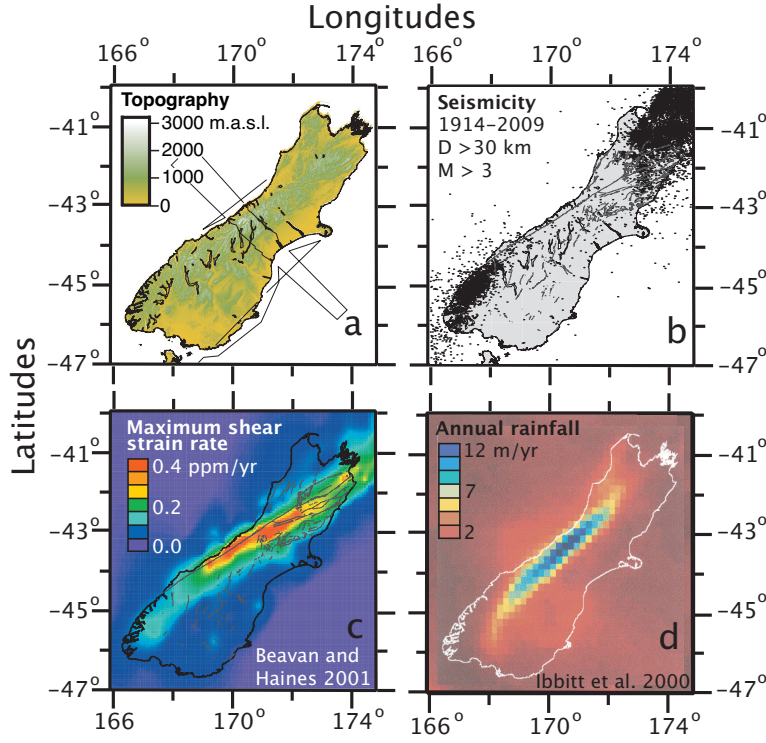 Longitudes
166° 170° 174° 166° 170° 174°
Topography
3000 m.a.s.l.
2000
1000
0
a
-41°
-43°
-45°
-47°
Seismicity
1914-2009
D >30 km
M > 3
b
-41°
-43°
-45°
-47°
Latitudes
Maximum shear
strain rate
0.4 ppm/yr
0.2
0.0
c
Beavan and
Haines 2001
-41°
-43°
-45°
-47°
Annual rainfall
12 m/yr
7
2
d
Ibbitt et al. 2000
-41°
-43°
-45°
-47°
166 170° 174° 166° 170° 174°